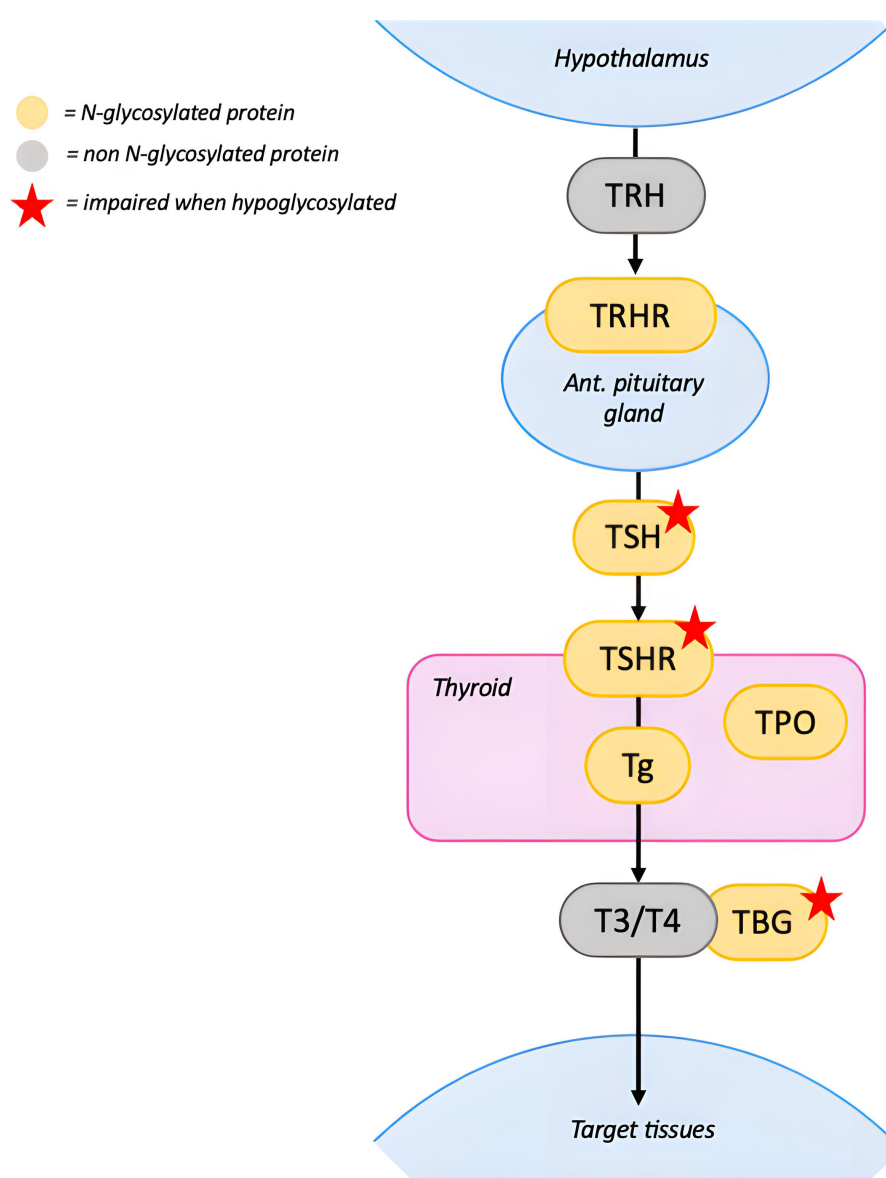 Hypothalamus
= N-glycosylated protein
= non N-glycosylated protein
= impaired when hypoglycosylated
TRH
TRHR
Ant. pituitary
gland
TSH
TSHR
Thyroid
TPO
Tg
T3/T4
TBG
Target tissues